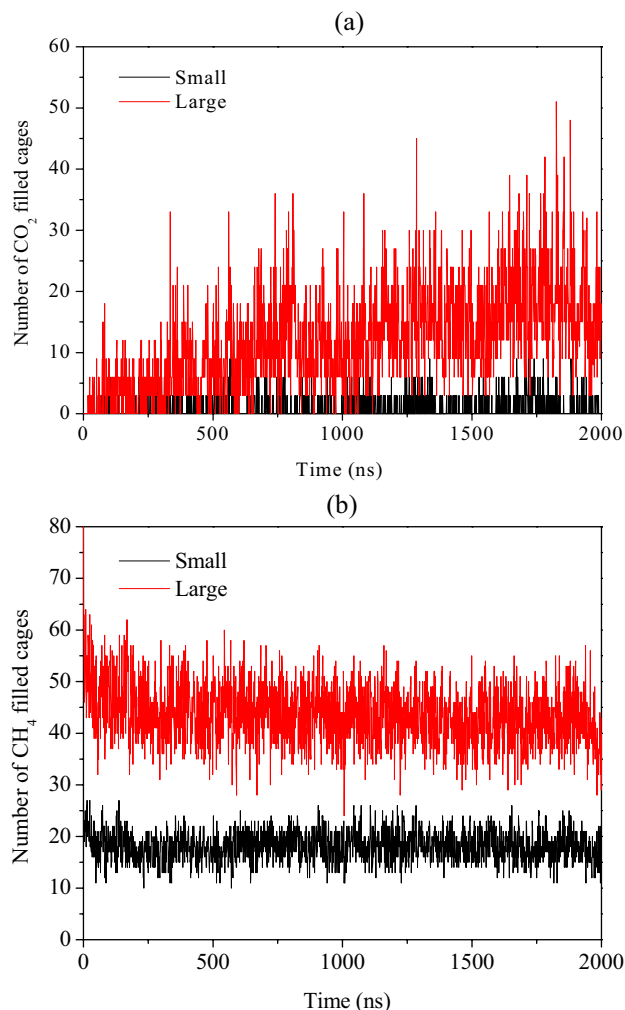 (a)
60
50
40
30
20
10
0
Number of CO₂ filled cages
Small
Large
0 500 1000 1500 2000
Time (ns)
(b)
80
70
60
50
40
30
20
10
0
Number of CH₄ filled cages
Small
Large
0 500 1000 1500 2000
Time (ns)